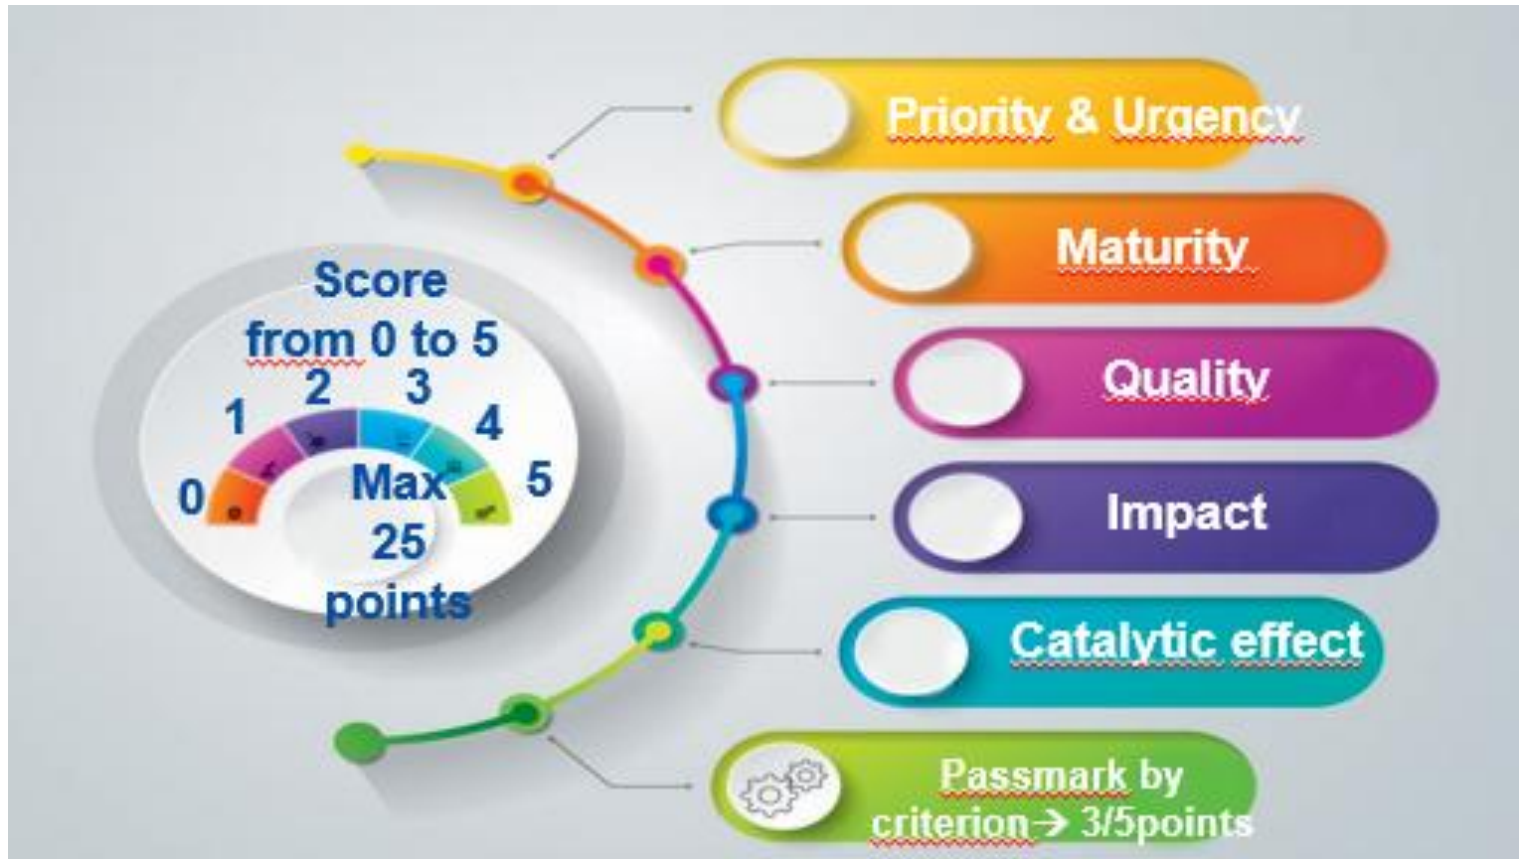 Score
from 0 to 5
0
1
2
3
4
5
Max
25
points
Priority & Urgency
Maturity
Quality
Impact
Catalytic effect
Passmark by
criterion→ 3/5points